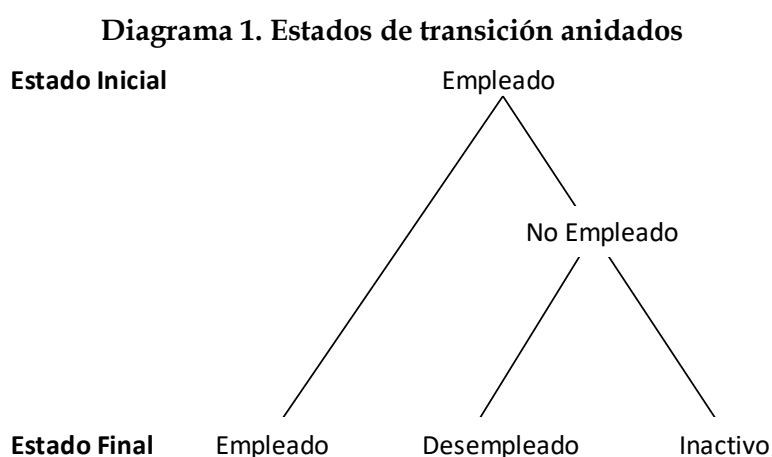 Diagrama 1. Estados de transición anidados
Estado Inicial Empleado
No Empleado
Estado Final Empleado Desempleado Inactivo